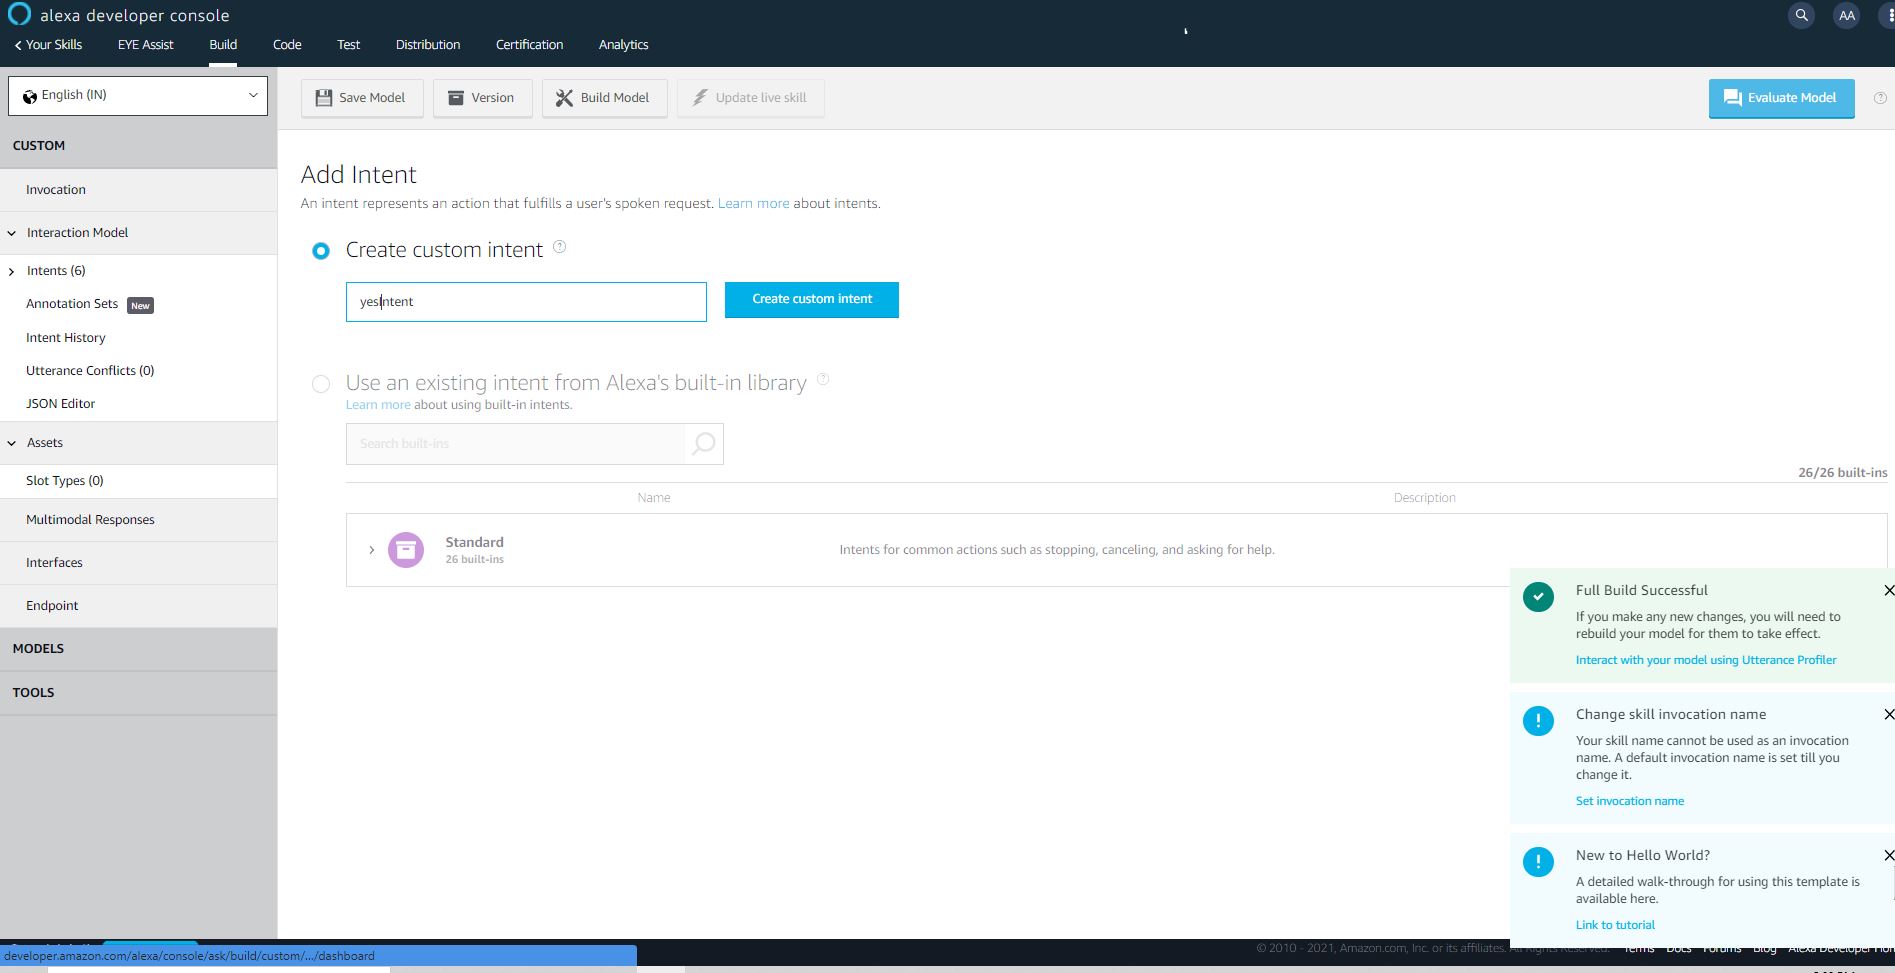 alexa developer console
AA
Your Skills
EYE Assist
Build
Code
Test
Distribution
Certification
Analytics
English (IN)
Save Model
Version
Build Model
Update live skill
Evaluate Model
CUSTOM
Invocation
Interaction Model
Intents (6)
Annotation Sets New
Intent History
Utterance Conflicts (0)
JSON Editor
Assets
Slot Types (0)
Multimodal Responses
Interfaces
Endpoint
MODELS
TOOLS
Add Intent
An intent represents an action that fulfills a user's spoken request. Learn more about intents.
Create custom intent
yesIntent
Create custom intent
Use an existing intent from Alexa's built-in library
Learn more about using built-in intents.
Search built-ins
26/26 built-ins
Name
Description
Standard
26 built-ins
Intents for common actions such as stopping, canceling, and asking for help.
Full Build Successful
If you make any new changes, you will need to
rebuild your model for them to take effect.
Interact with your model using Utterance Profiler
Change skill invocation name
Your skill name cannot be used as an invocation
name. A default invocation name is set till you
change it.
Set invocation name
New to Hello World?
A detailed walk-through for using this template is
available here.
Link to tutorial
© 2010 - 2021, Amazon.com, Inc. or its affiliates. All Rights Reserved. Terms Docs Forums Blog Alexa Developer
developer.amazon.com/alexa/console/ask/build/custom/.../dashboard